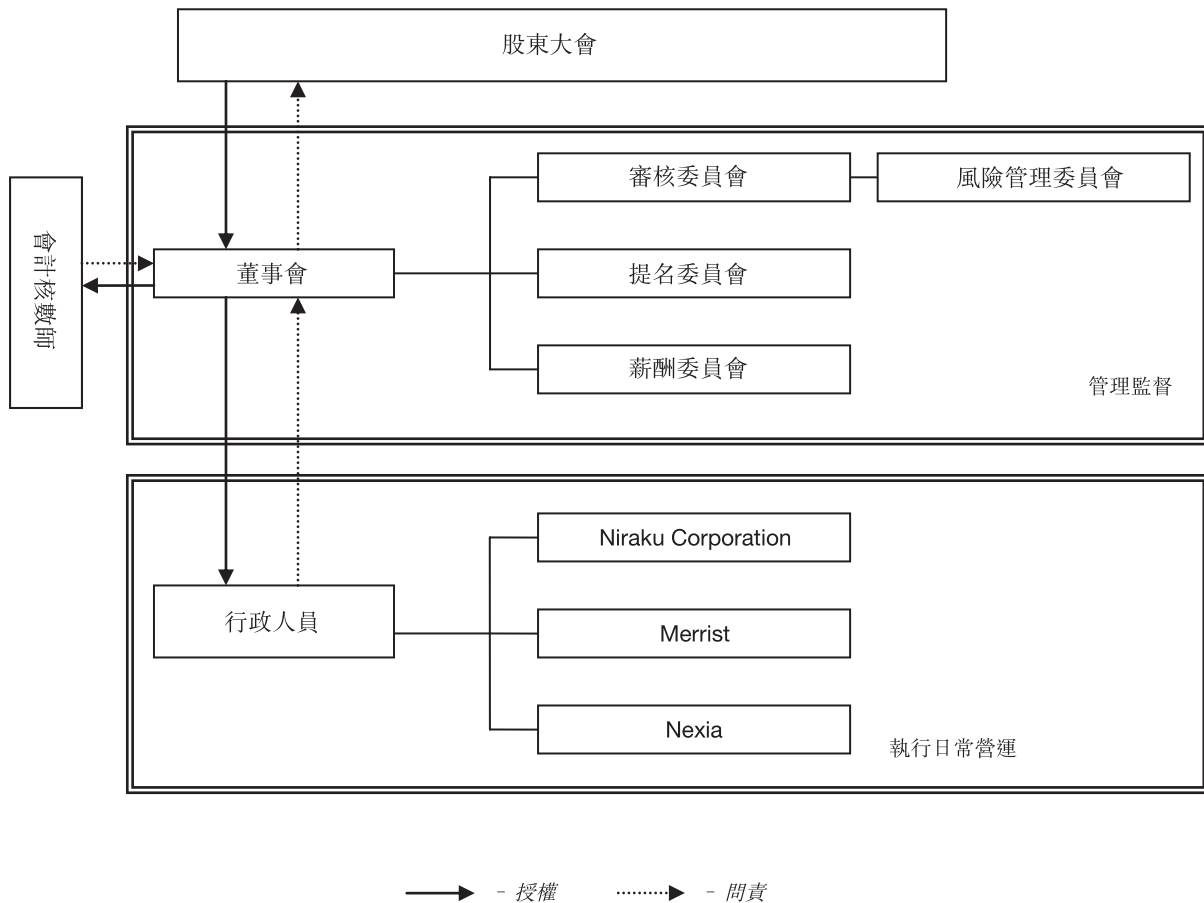 股東大會
審核委員會
風險管理委員會
會計核數師
董事會
提名委員會
薪酬委員會
管理監督
Niraku Corporation
行政人員
Merrist
Nexia
執行日常營運
- 授權
- 問責